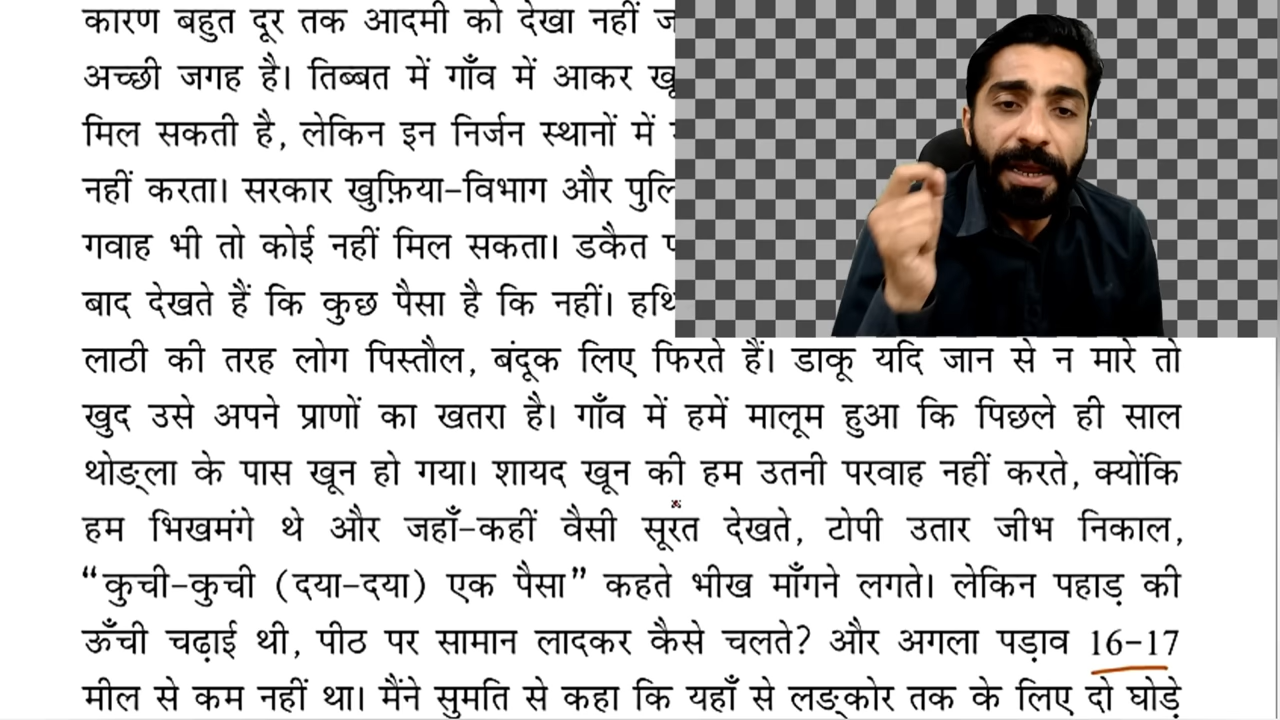 कारण बहुत दूर तक आदमी को देखा नहीं
अच्छी जगह है। तिब्बत में गाँव में आकर
मिल सकती है, लेकिन इन निर्जन स्थानों में
नहीं करता। सरकार खुफ़िया-विभाग और
गवाह भी तो कोई नहीं मिल सकता। डकैत
बाद देखते हैं कि कुछ पैसा है कि नहीं।
लाठी की तरह लोग पिस्तौल, बंदूक लिए फिरते हैं। डाकू यदि जान से न मारे तो
खुद उसे अपने प्राणों का खतरा है। गाँव में हमें मालूम हुआ कि पिछले ही साल
थोङ्ला के पास खून हो गया। शायद खून की हम उतनी परवाह नहीं करते, क्योंकि
हम भिखमंगे थे और जहाँ-कहीं वैसी सूरत देखते, टोपी उतार जीभ निकाल,
“कुची-कुची (दया-दया) एक पैसा” कहते भीख माँगने लगते। लेकिन पहाड़ की
ऊँची चढ़ाई थी, पीठ पर सामान लादकर कैसे चलते? और अगला पड़ाव 16-17
मील से कम नहीं था। मैंने सुमति से कहा कि यहाँ से लङ्कोर तक के लिए दो घोड़े